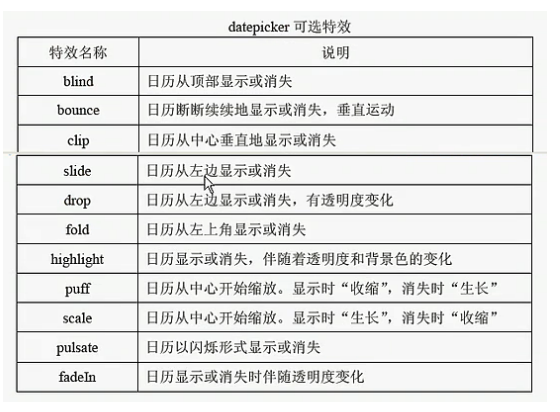 datepicker 可选特效
特效名称 说明
blind 日历从顶部显示或消失
bounce 日历断断续续地显示或消失，垂直运动
clip 日历从中心垂直地显示或消失
slide 日历从左边显示或消失
drop 日历从左边显示或消失，有透明度变化
fold 日历从左上角显示或消失
highlight 日历显示或消失，伴随着透明度和背景色的变化
puff 日历从中心开始缩放。显示时“收缩”，消失时“生长”
scale 日历从中心开始缩放。显示时“生长”，消失时“收缩”
pulsate 日历以闪烁形式显示或消失
fadeIn 日历显示或消失时伴随透明度变化